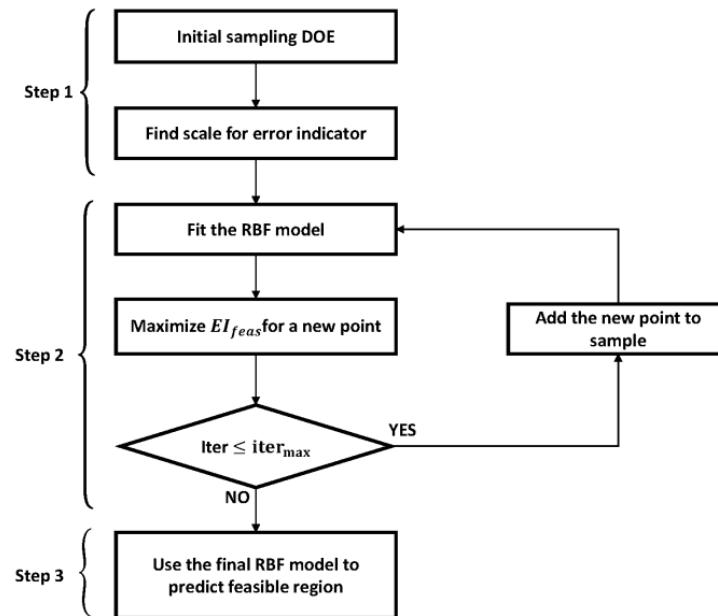 Step 1
Initial sampling DOE
Find scale for error indicator
Step 2
Fit the RBF model
Maximize EI_feas for a new point
Add the new point to
sample
Iter ≤ iter_max
YES
NO
Step 3
Use the final RBF model to
predict feasible region